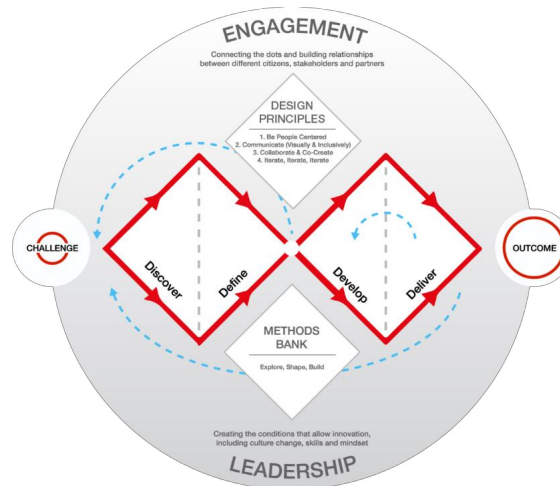 ENGAGEMENT
Connecting the dots and building relationships
between different citizens, stakeholders and partners
DESIGN
PRINCIPLES
1. Be People Centered
2. Communicate (Visually & Inclusively)
3. Collaborate & Co-Create
4. Iterate, Iterate, Iterate
CHALLENGE
OUTCOME
Discover
Define
Develop
Deliver
METHODS
BANK
Explore, Shape, Build
Creating the conditions that allow innovation,
including culture change, skills and mindset
LEADERSHIP